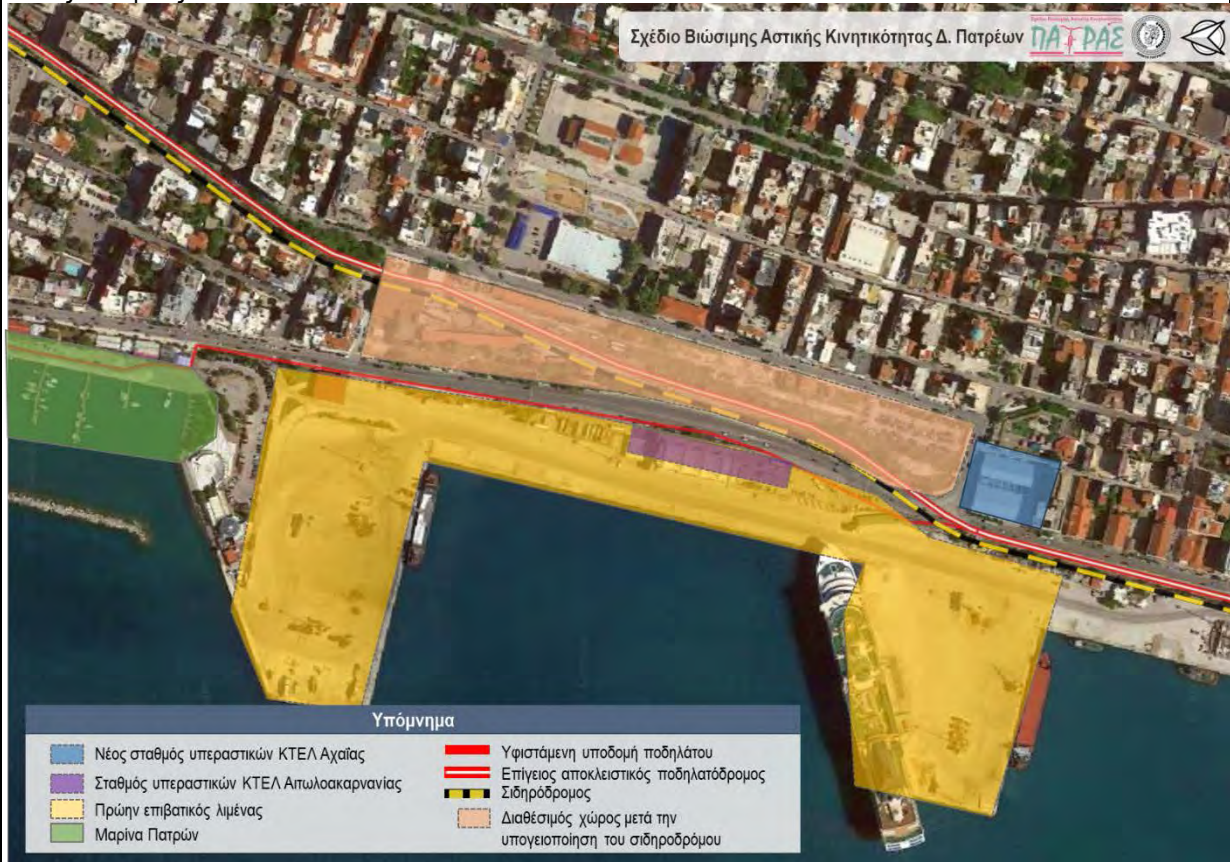 Σχέδιο Βιώσιμης Αστικής Κινητικότητας Δ. Πατρέων
ΠΑΤΡΑΣ
Υπόμνημα
Νέος σταθμός υπεραστικών ΚΤΕΛ Αχαΐας
Σταθμός υπεραστικών ΚΤΕΛ Αιτωλοακαρνανίας
Πρώην επιβατικός λιμένας
Μαρίνα Πατρών
Υφιστάμενη υποδομή ποδηλάτου
Επίγειος αποκλειστικός ποδηλατόδρομος
Σιδηρόδρομος
Διαθέσιμός χώρος μετά την
υπογειοποίηση του σιδηροδρόμου